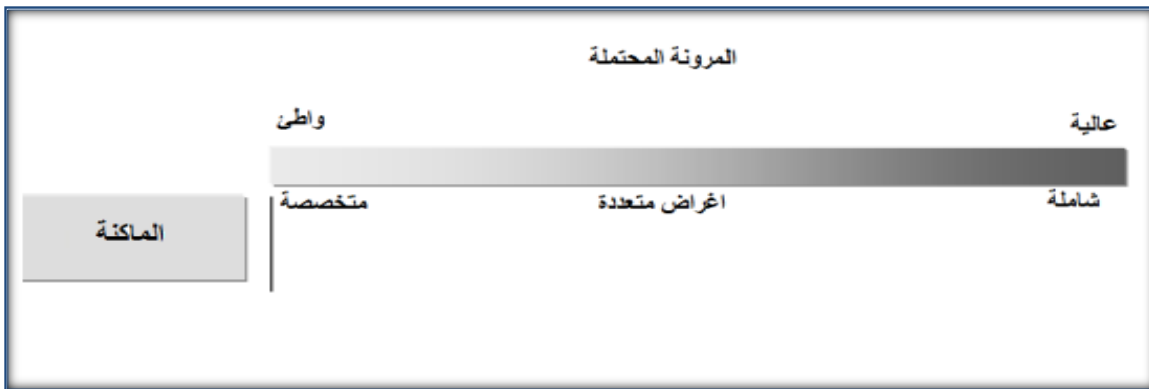 المرونة المحتملة
عالية واطئ
شاملة اغراض متعددة متخصصة
الماكنة